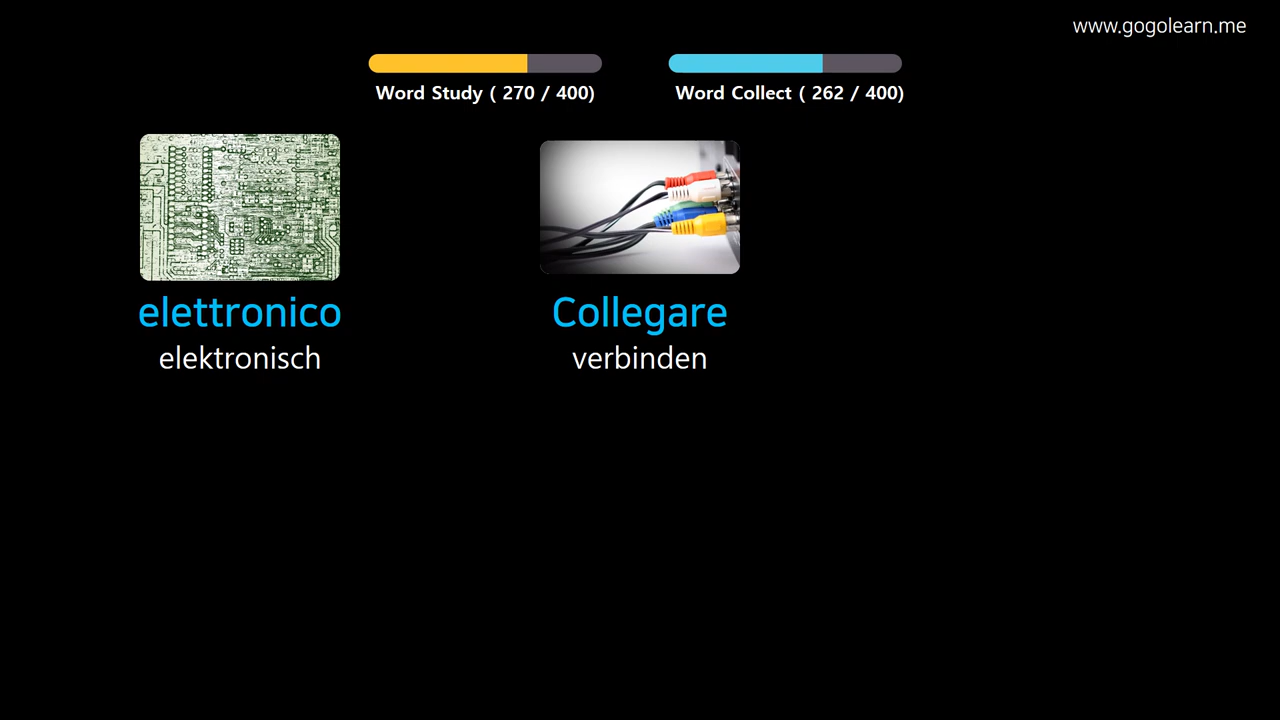 www.gogolearn.me
Word Study ( 270 / 400)
Word Collect ( 262 / 400)
elettronico
elektronisch
Collegare
verbinden